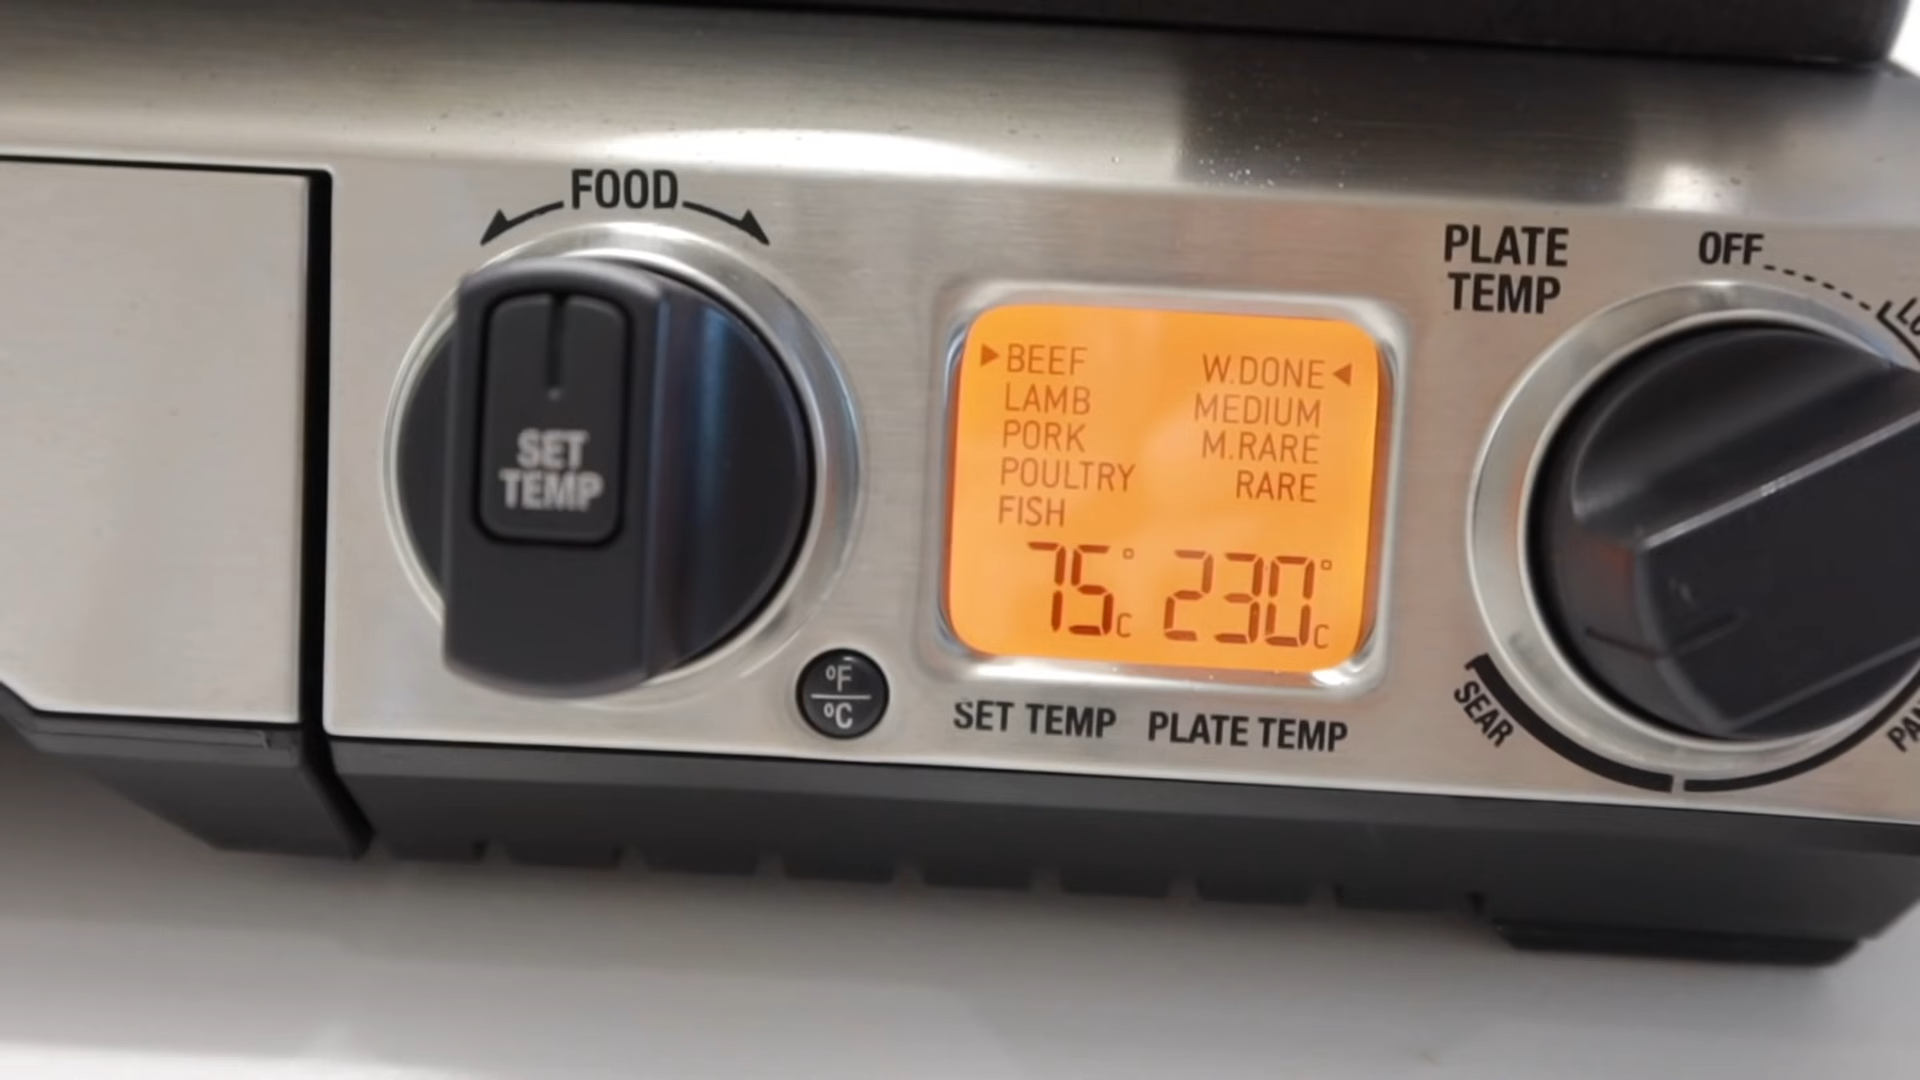 FOOD
SET
TEMP
°F
°C
▶BEEF W.DONE◀
LAMB MEDIUM
PORK M.RARE
POULTRY RARE
FISH
75°C 230°C
SET TEMP PLATE TEMP
PLATE
TEMP
OFF
SEAR